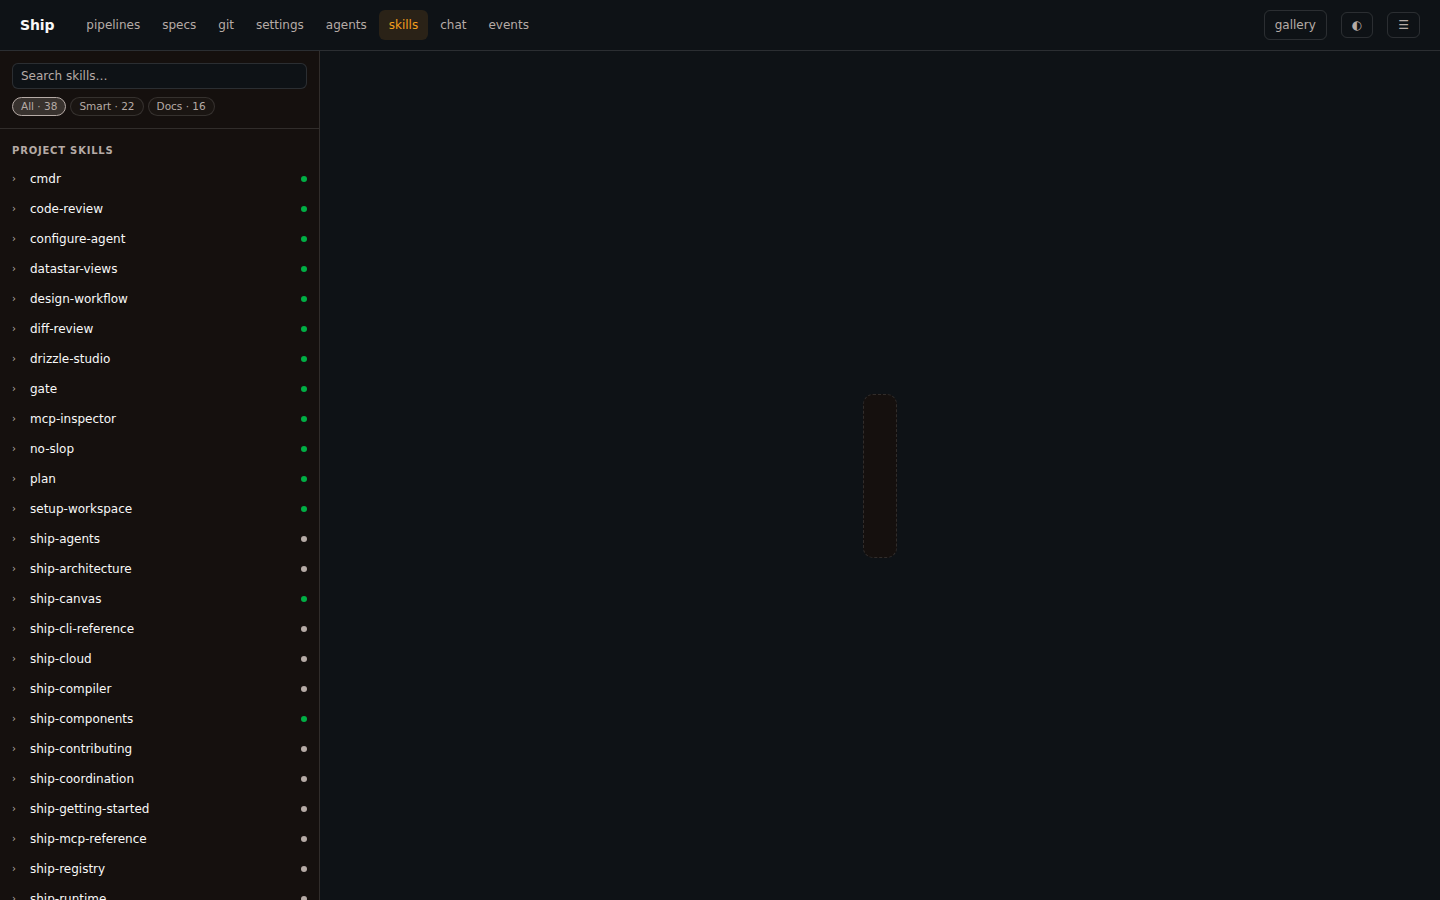 Ship pipelines specs git settings agents skills chat events gallery
Search skills...
All · 38 Smart · 22 Docs · 16
PROJECT SKILLS
cmdr
code-review
configure-agent
datastar-views
design-workflow
diff-review
drizzle-studio
gate
mcp-inspector
no-slop
plan
setup-workspace
ship-agents
ship-architecture
ship-canvas
ship-cli-reference
ship-cloud
ship-compiler
ship-components
ship-contributing
ship-coordination
ship-getting-started
ship-mcp-reference
ship-registry
ship-runtime